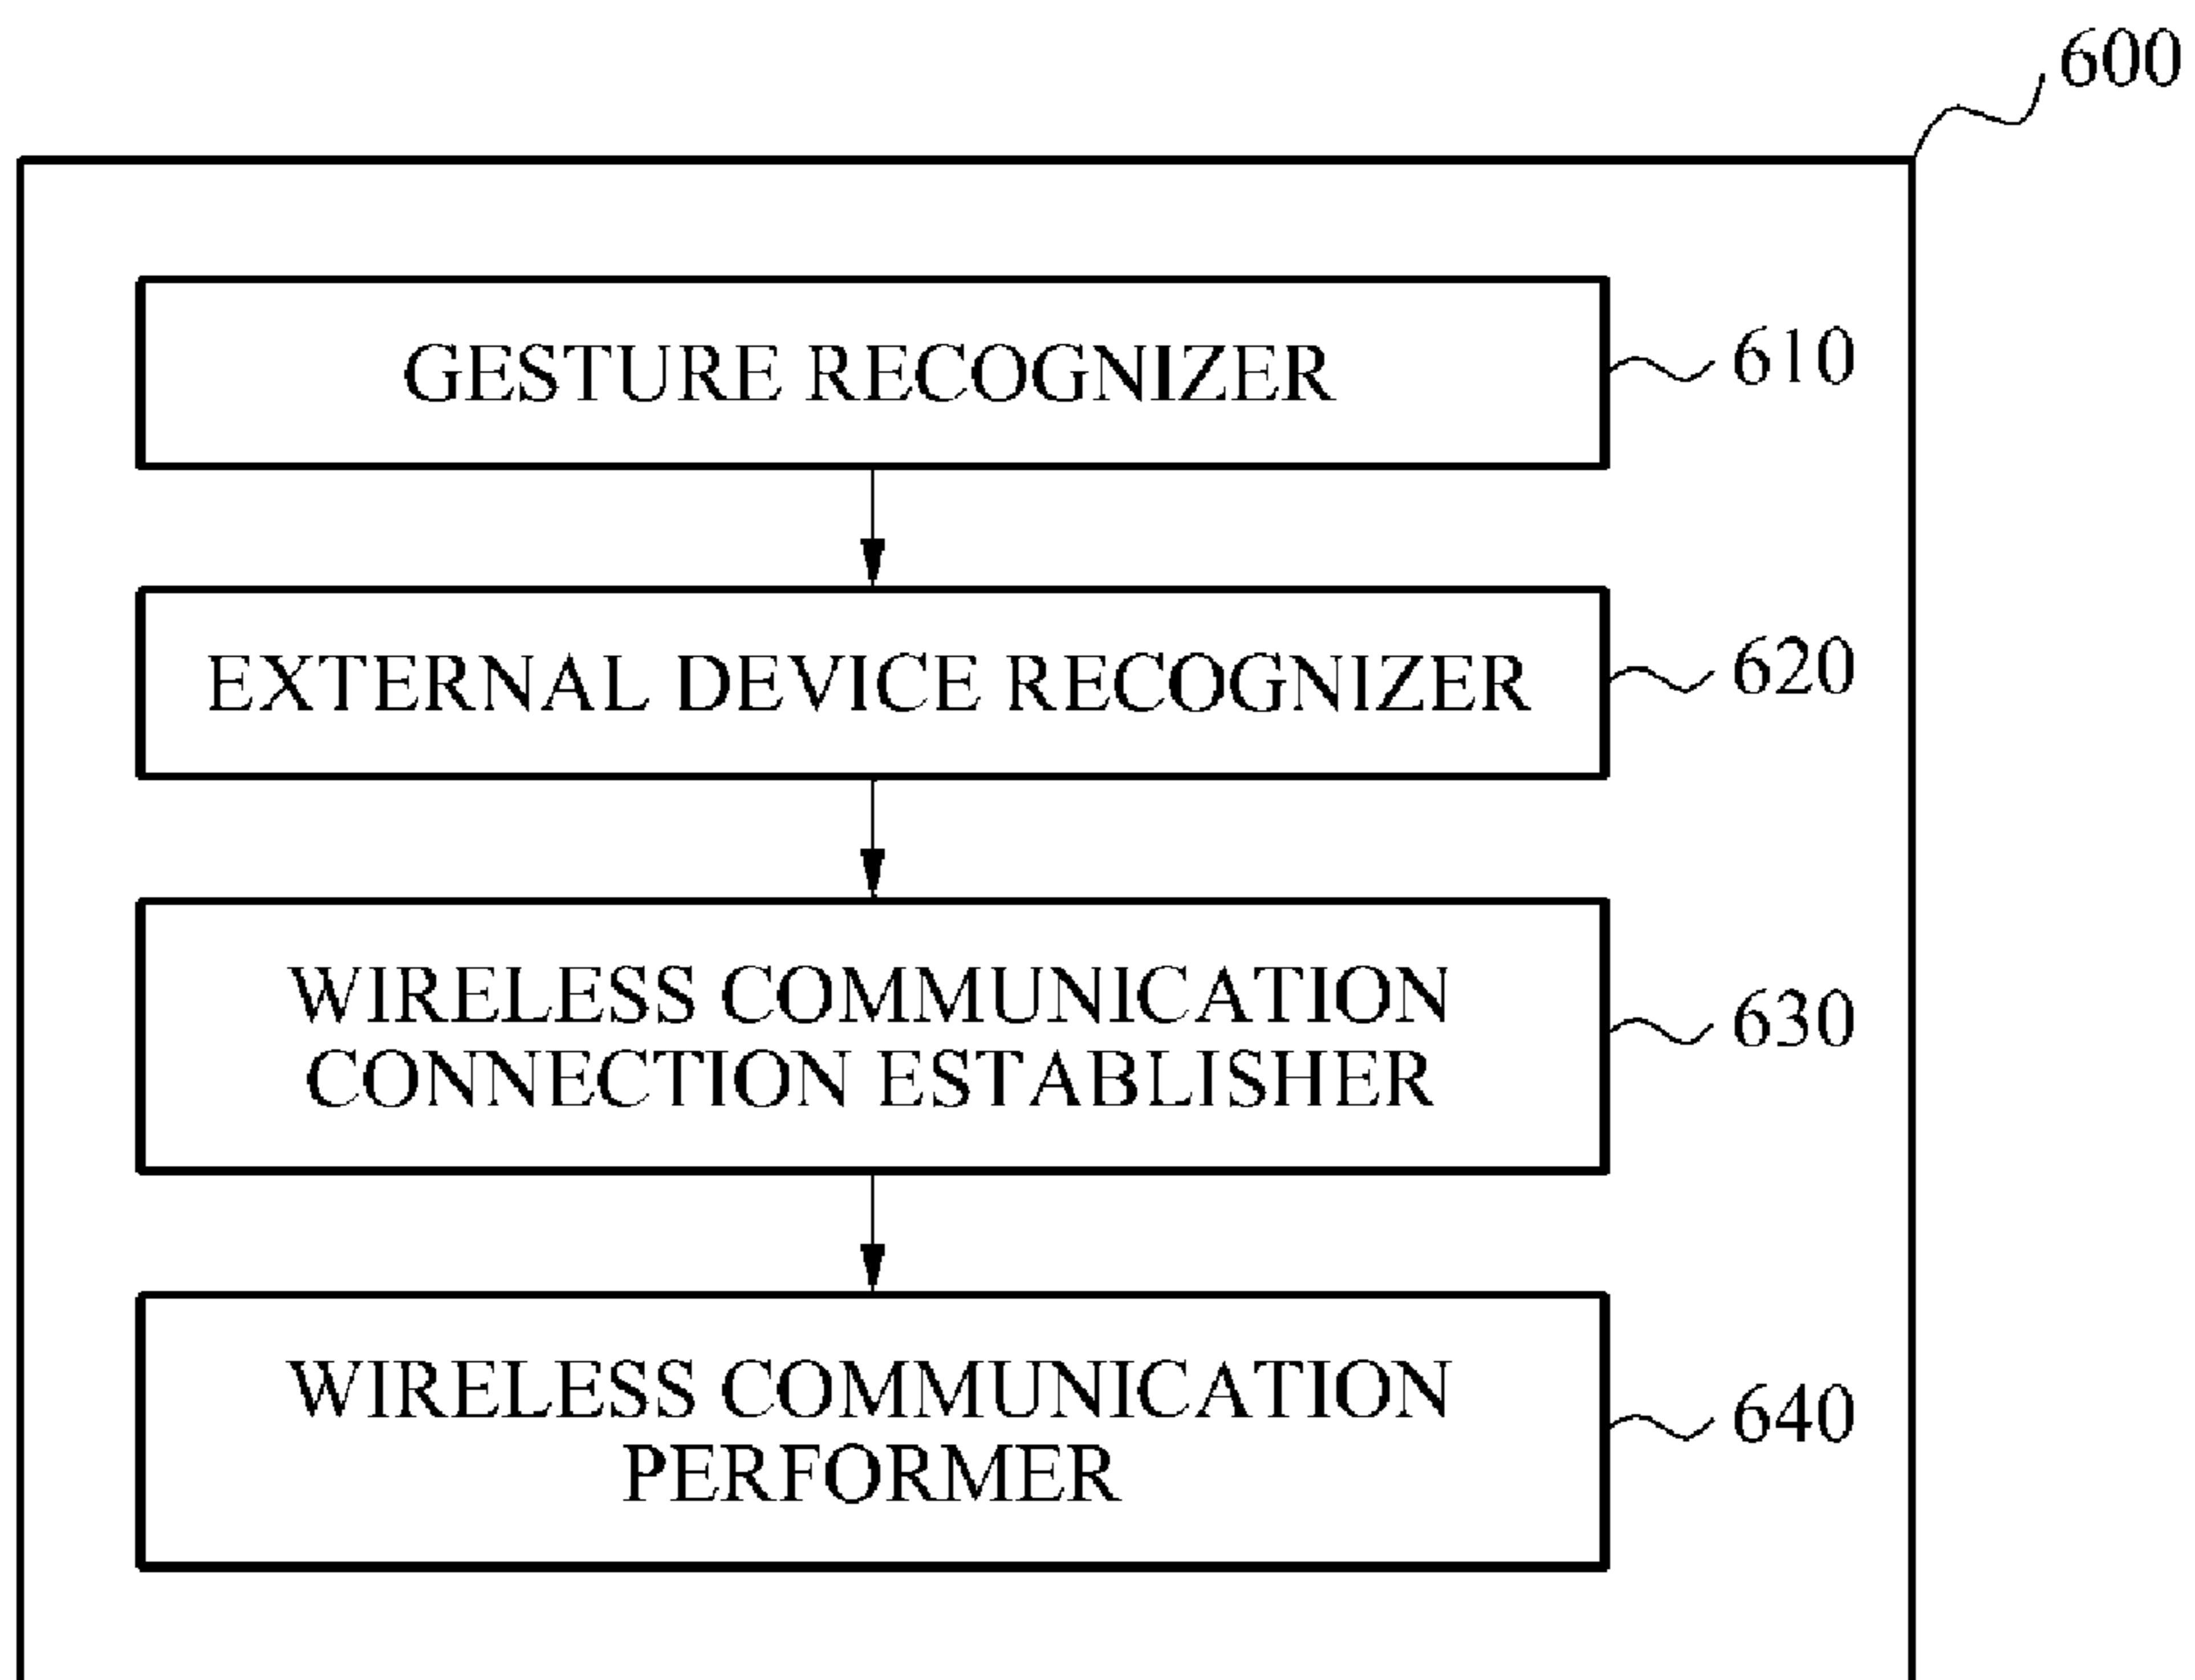 600
GESTURE RECOGNIZER
610
EXTERNAL DEVICE RECOGNIZER
620
WIRELESS COMMUNICATION
CONNECTION ESTABLISHER
630
WIRELESS COMMUNICATION
PERFORMER
640